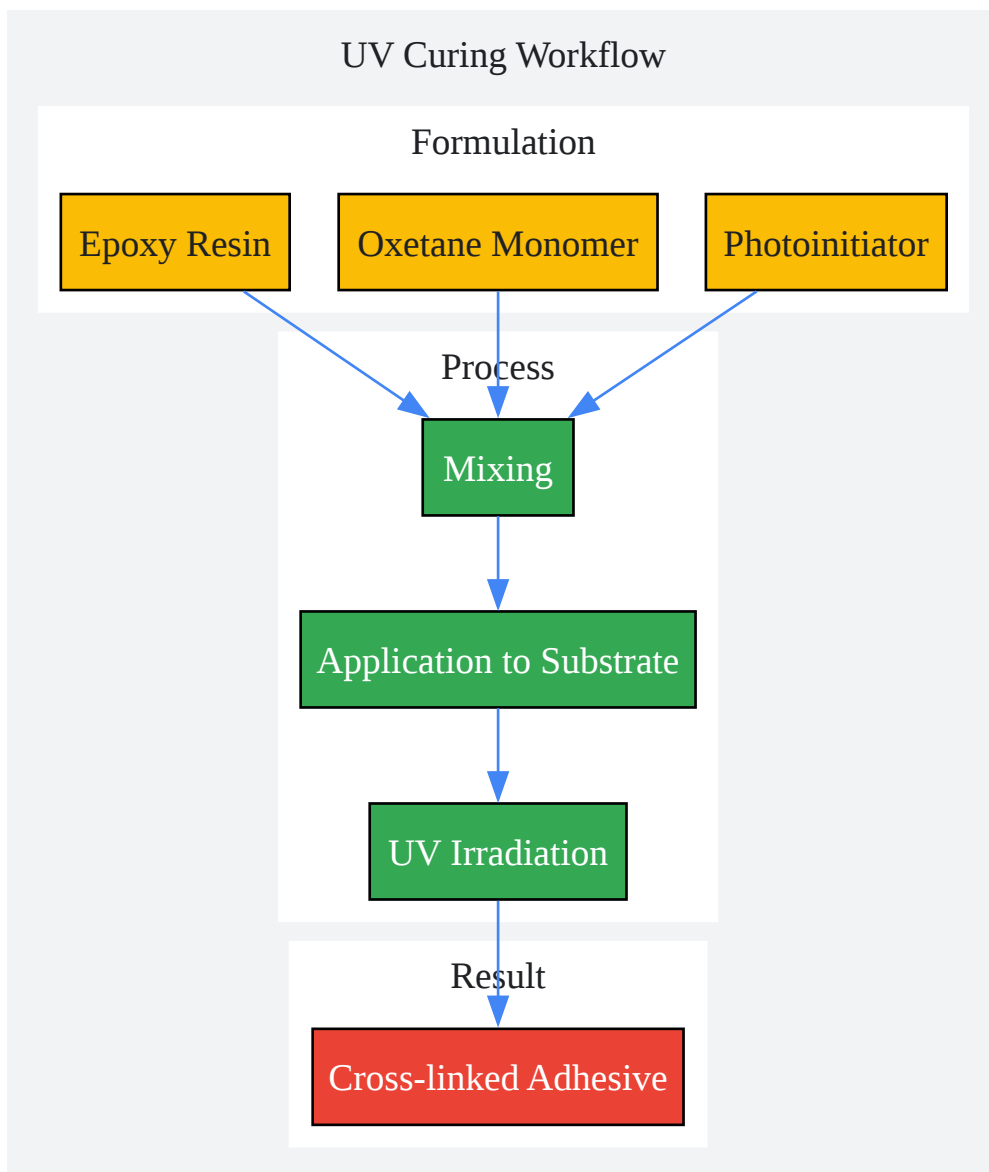 UV Curing Workflow
Formulation
Epoxy Resin
Oxetane Monomer
Photoinitiator
Process
Mixing
Application to Substrate
UV Irradiation
Result
Cross-linked Adhesive